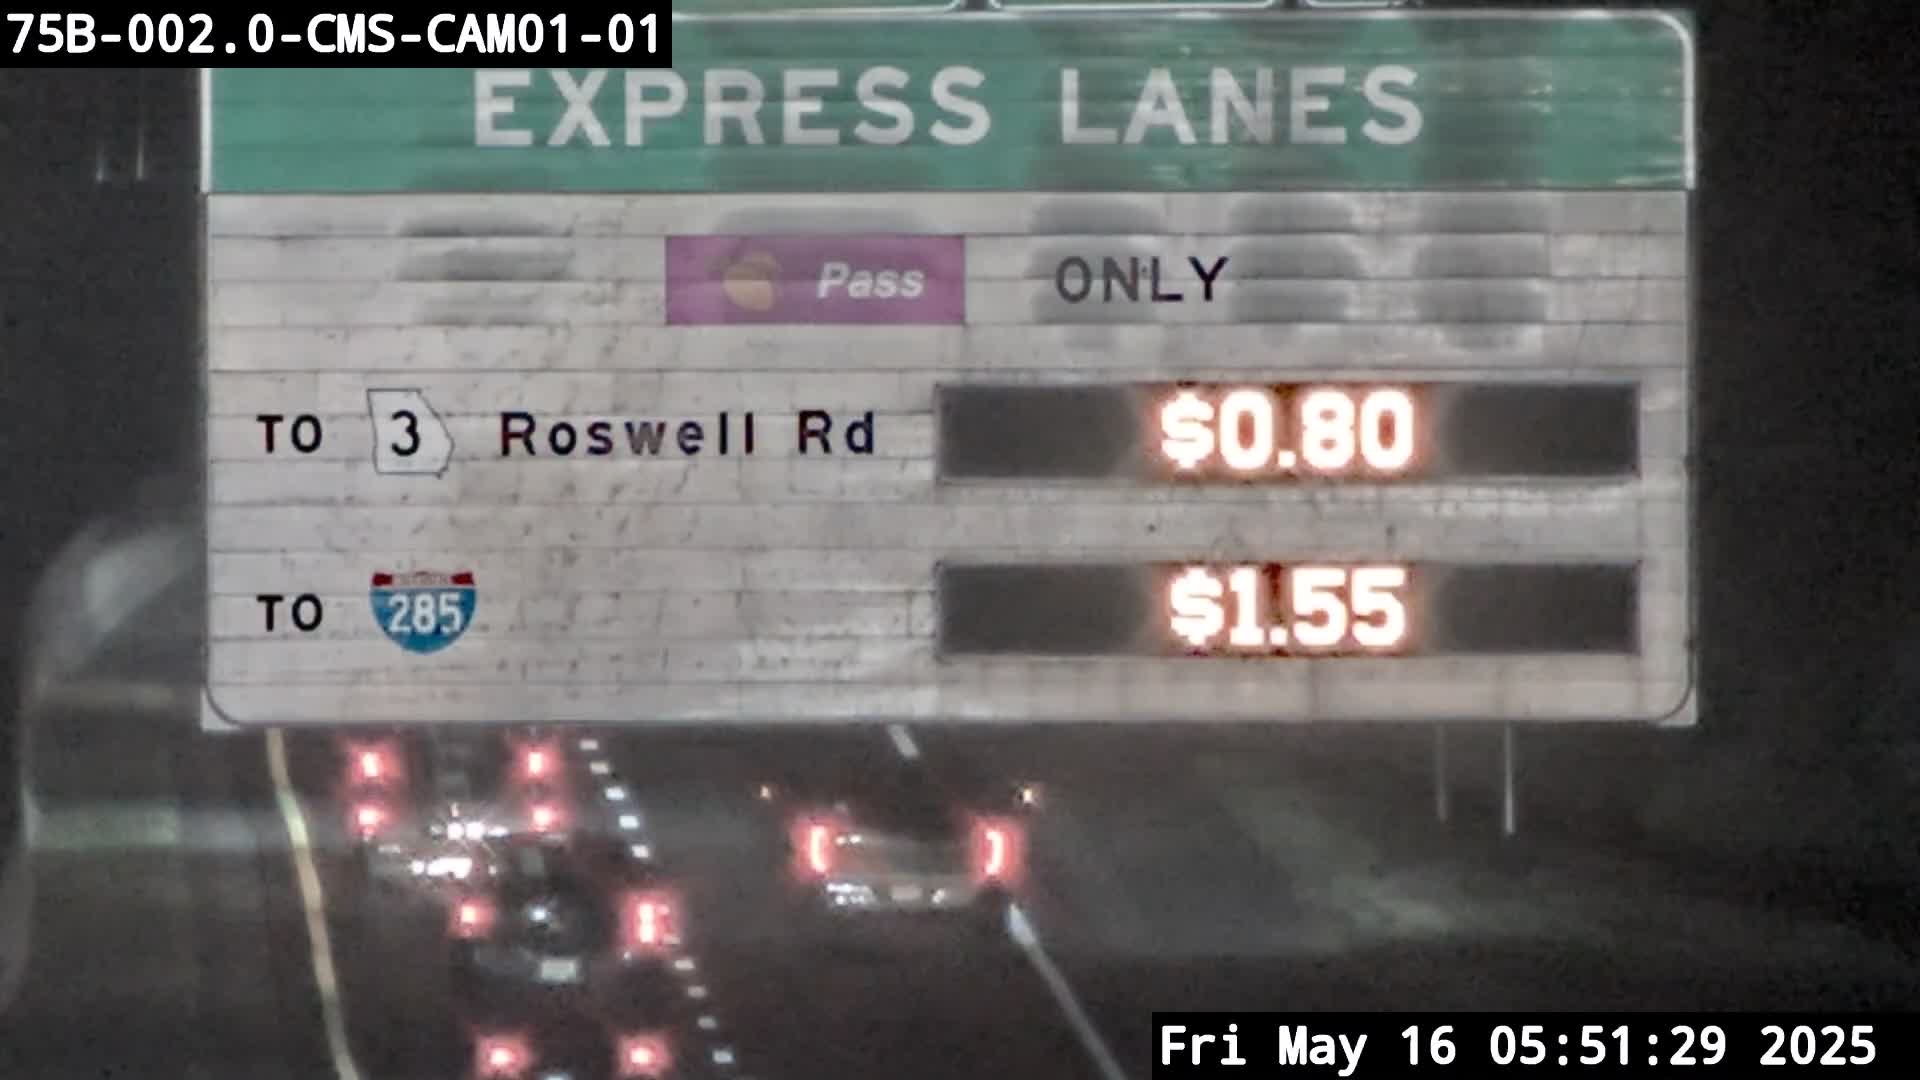 75B-002.0-CMS-CAM01-01
EXPRESS LANES
Pass ONLY
TO 3 Roswell Rd $0.80
TO 285 $1.55
Fri May 16 05:51:29 2025